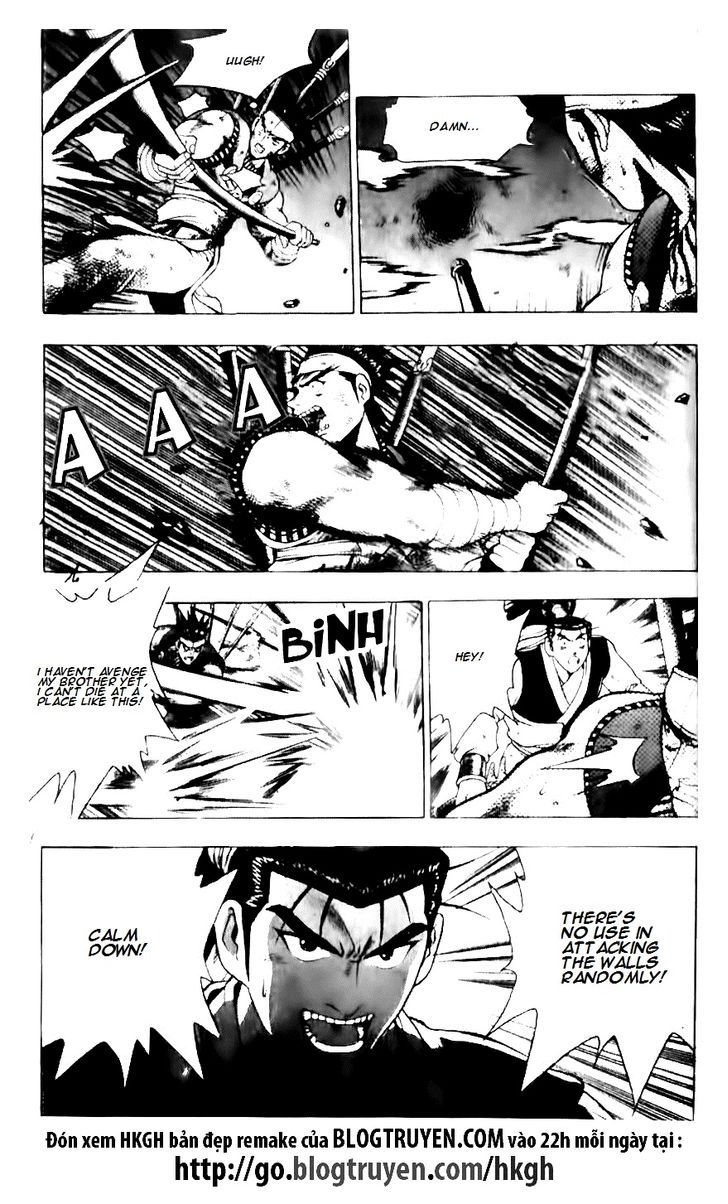 UUGH!
DAMN...
A A A A
I HAVEN'T AVENGE
MY BROTHER YET,
I CAN'T DIE AT A
PLACE LIKE THIS!
BiNH
HEY!
CALM
DOWN!
THERE'S
NO USE IN
ATTACKING
THE WALLS
RANDOMLY!
Đón xem HKGH bản đẹp remake của BLOGTRUYEN.COM vào 22h mỗi ngày tại :
http://go.blogtruyen.com/hkgh